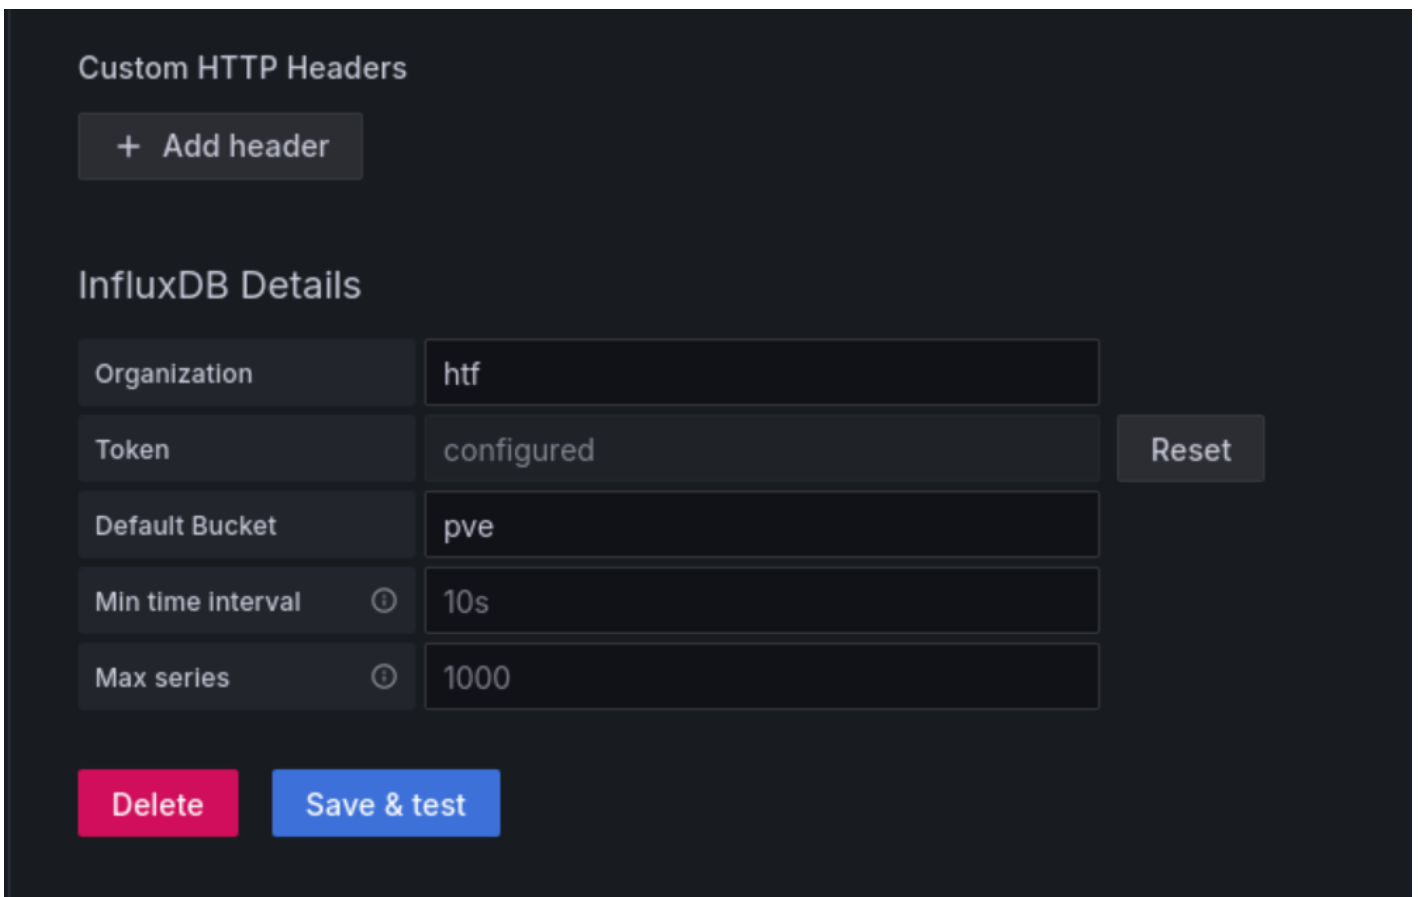 Custom HTTP Headers
+ Add header
InfluxDB Details
Organization htf
Token configured Reset
Default Bucket pve
Min time interval 10s
Max series 1000
Delete Save & test